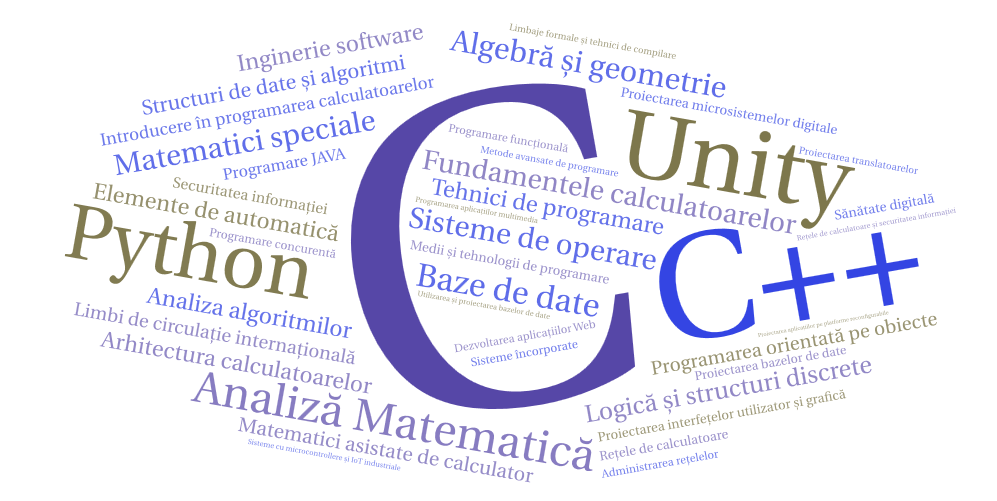 Limbaje formale și tehnici de compilare
Inginerie software
Algebră și geometrie
Structuri de date și algoritmi
Introducere în programarea calculatoarelor
Proiectarea microsistemelor digitale
Matematici speciale
Programare JAVA
C
Programare funcțională
Metode avansate de programare
Unity
Proiectarea translatoarelor
Fundamentele calculatoarelor
Securitatea informației
Elemente de automatică
Tehnici de programare
Programarea aplicațiilor multimedia
Sănătate digitală
Rețele de calculatoare și securitatea informației
Python
Programare concurentă
Sisteme de operare
Medii și tehnologii de programare
C++
Baze de date
Utilizarea și proiectarea bazelor de date
Analiza algoritmilor
Limbi de circulație internațională
Dezvoltarea aplicațiilor Web
Sisteme încorporate
Proiectarea aplicațiilor pe platforme reconfigurabile
Programarea orientată pe obiecte
Proiectarea bazelor de date
Arhitectura calculatoarelor
Logică și structuri discrete
Analiză Matematică
Proiectarea interfețelor utilizator și grafică
Matematici asistate de calculator
Rețele de calculatoare
Sisteme cu microcontrollere și IoT industriale
Administrarea rețelelor